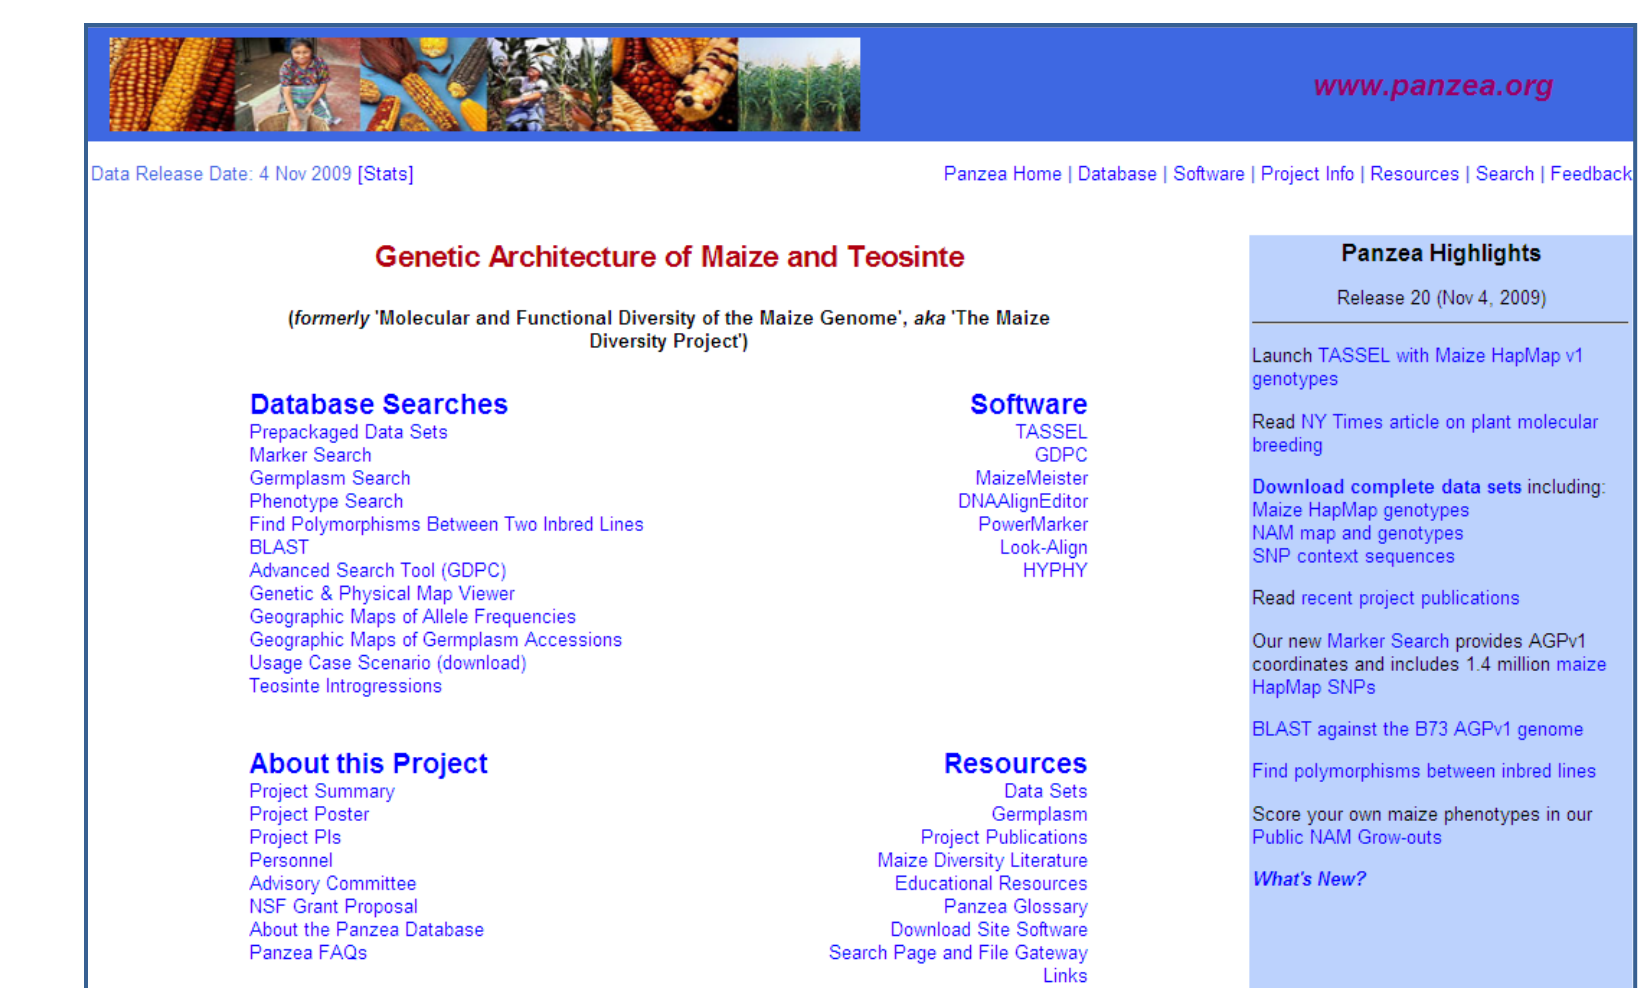 www.panzea.org
Data Release Date: 4 Nov 2009 [Stats]
Panzea Home | Database | Software | Project Info | Resources | Search | Feedback
Genetic Architecture of Maize and Teosinte
(formerly 'Molecular and Functional Diversity of the Maize Genome', aka 'The Maize
Diversity Project')
Database Searches
Prepackaged Data Sets
Marker Search
Germplasm Search
Phenotype Search
Find Polymorphisms Between Two Inbred Lines
BLAST
Advanced Search Tool (GDPC)
Genetic & Physical Map Viewer
Geographic Maps of Allele Frequencies
Geographic Maps of Germplasm Accessions
Usage Case Scenario (download)
Teosinte Introgressions
Software
TASSEL
GDPC
MaizeMeister
DNAAlignEditor
PowerMarker
Look-Align
HYPHY
About this Project
Project Summary
Project Poster
Project PIs
Personnel
Advisory Committee
NSF Grant Proposal
About the Panzea Database
Panzea FAQs
Resources
Data Sets
Germplasm
Project Publications
Maize Diversity Literature
Educational Resources
Panzea Glossary
Download Site Software
Search Page and File Gateway
Links
Panzea Highlights
Release 20 (Nov 4, 2009)
Launch TASSEL with Maize HapMap v1
genotypes
Read NY Times article on plant molecular
breeding
Download complete data sets including:
Maize HapMap genotypes
NAM map and genotypes
SNP context sequences
Read recent project publications
Our new Marker Search provides AGPv1
coordinates and includes 1.4 million maize
HapMap SNPs
BLAST against the B73 AGPv1 genome
Find polymorphisms between inbred lines
Score your own maize phenotypes in our
Public NAM Grow-outs
What's New?